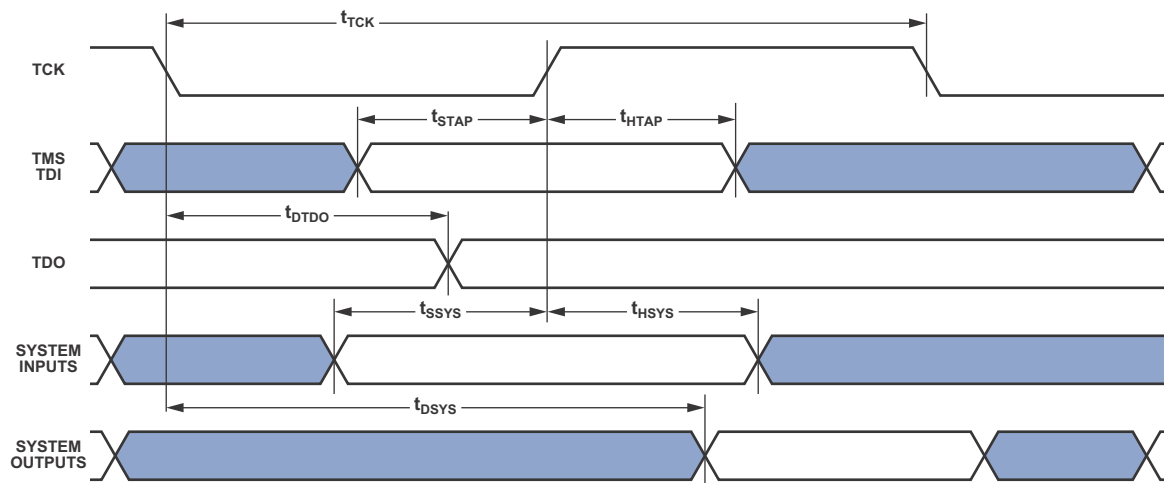 tTCK
TCK
tSTAP
tHTAP
TMS
TDI
tDTDO
TDO
tSSYS
tHSYS
SYSTEM
INPUTS
tDSYS
SYSTEM
OUTPUTS